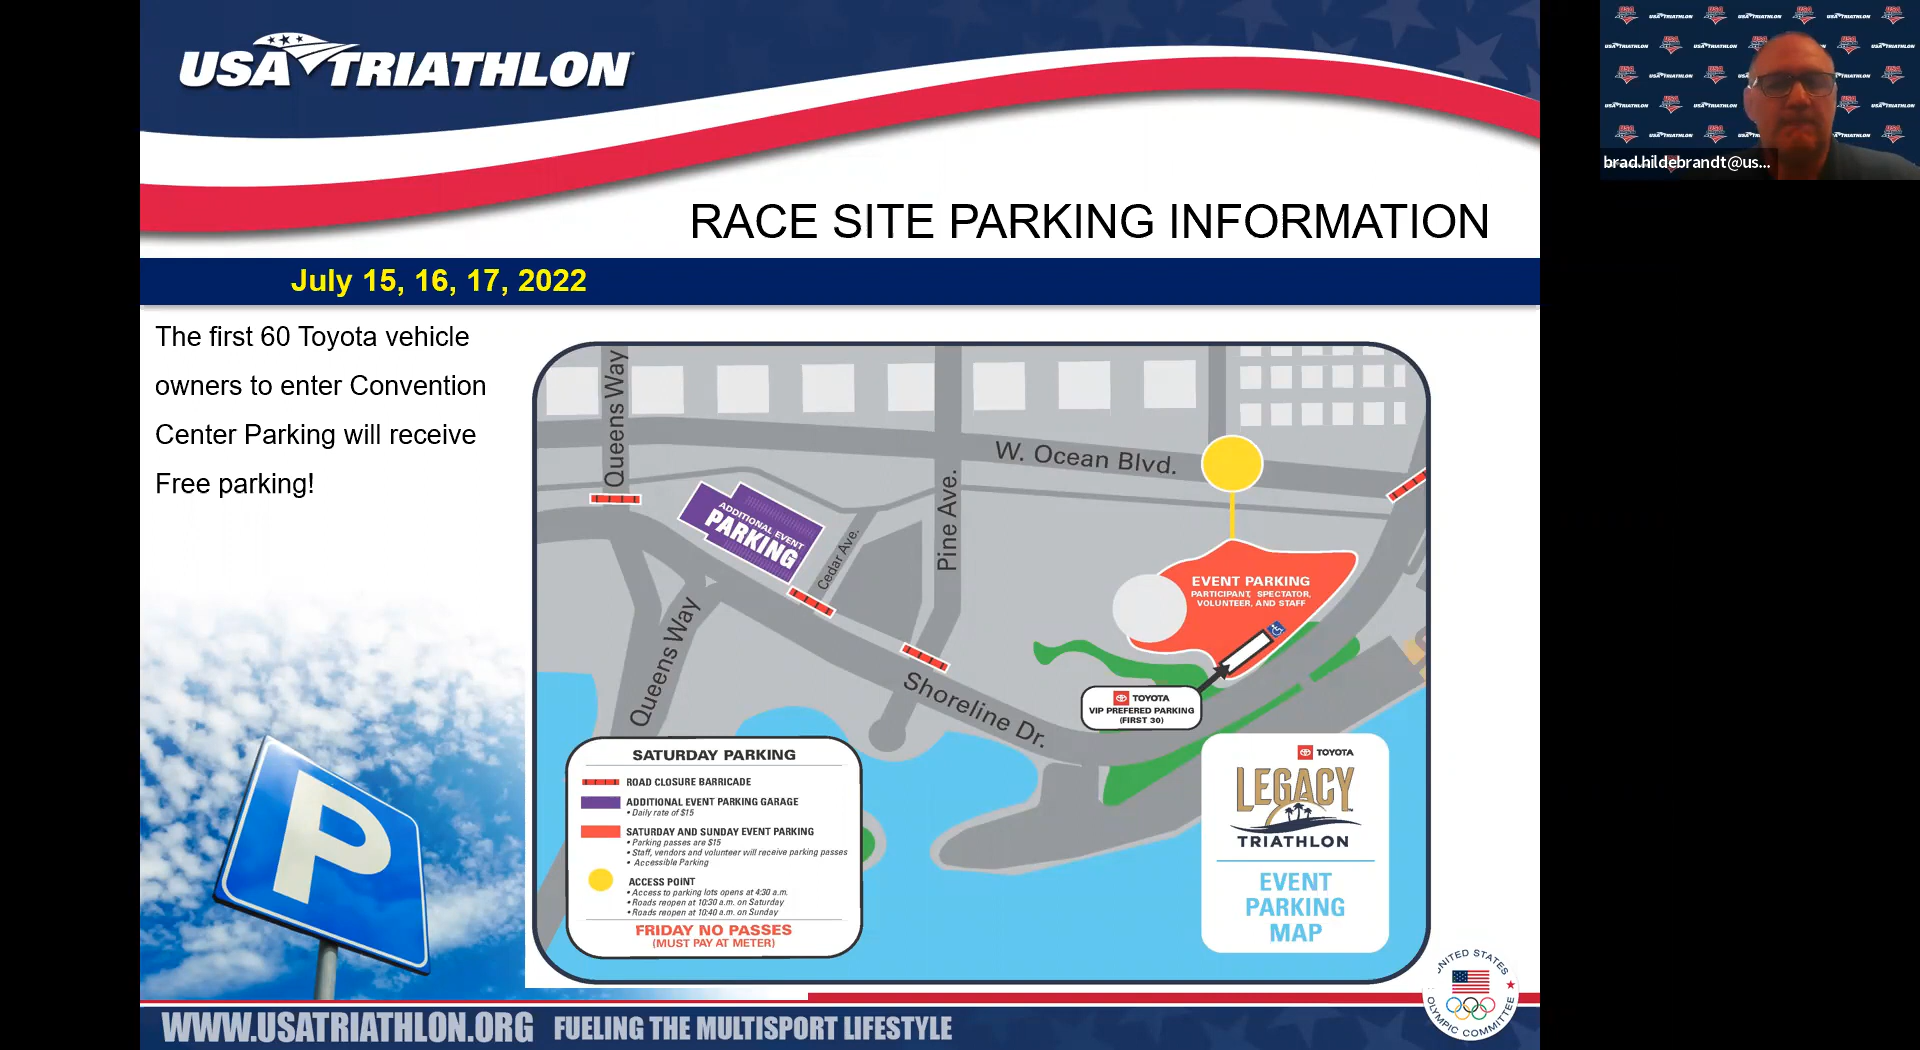 USA TRIATHLON
RACE SITE PARKING INFORMATION
July 15, 16, 17, 2022
The first 60 Toyota vehicle
owners to enter Convention
Center Parking will receive
Free parking!
Queens Way
W. Ocean Blvd.
Pine Ave.
ADDITIONAL EVENT
PARKING
Cedar Ave.
Queens Way
Shoreline Dr.
EVENT PARKING
PARTICIPANT, SPECTATOR,
VOLUNTEER, AND STAFF
TOYOTA
VIP PREFERED PARKING
(FIRST 30)
SATURDAY PARKING
ROAD CLOSURE BARRICADE
ADDITIONAL EVENT PARKING GARAGE
• Daily rate of $15
SATURDAY AND SUNDAY EVENT PARKING
• Parking passes are $15
• Staff, vendors and volunteer will receive parking passes
• Accessible Parking
ACCESS POINT
• Access to parking lots opens at 4:30 a.m.
• Roads reopen at 10:30 a.m. on Saturday
• Roads reopen at 10:40 a.m. on Sunday
FRIDAY NO PASSES
(MUST PAY AT METER)
TOYOTA
LEGACY
TRIATHLON
EVENT
PARKING
MAP
P
UNITED STATES
OLYMPIC COMMITTEE
WWW.USATRIATHLON.ORG FUELING THE MULTISPORT LIFESTYLE
brad.hildebrandt@us...